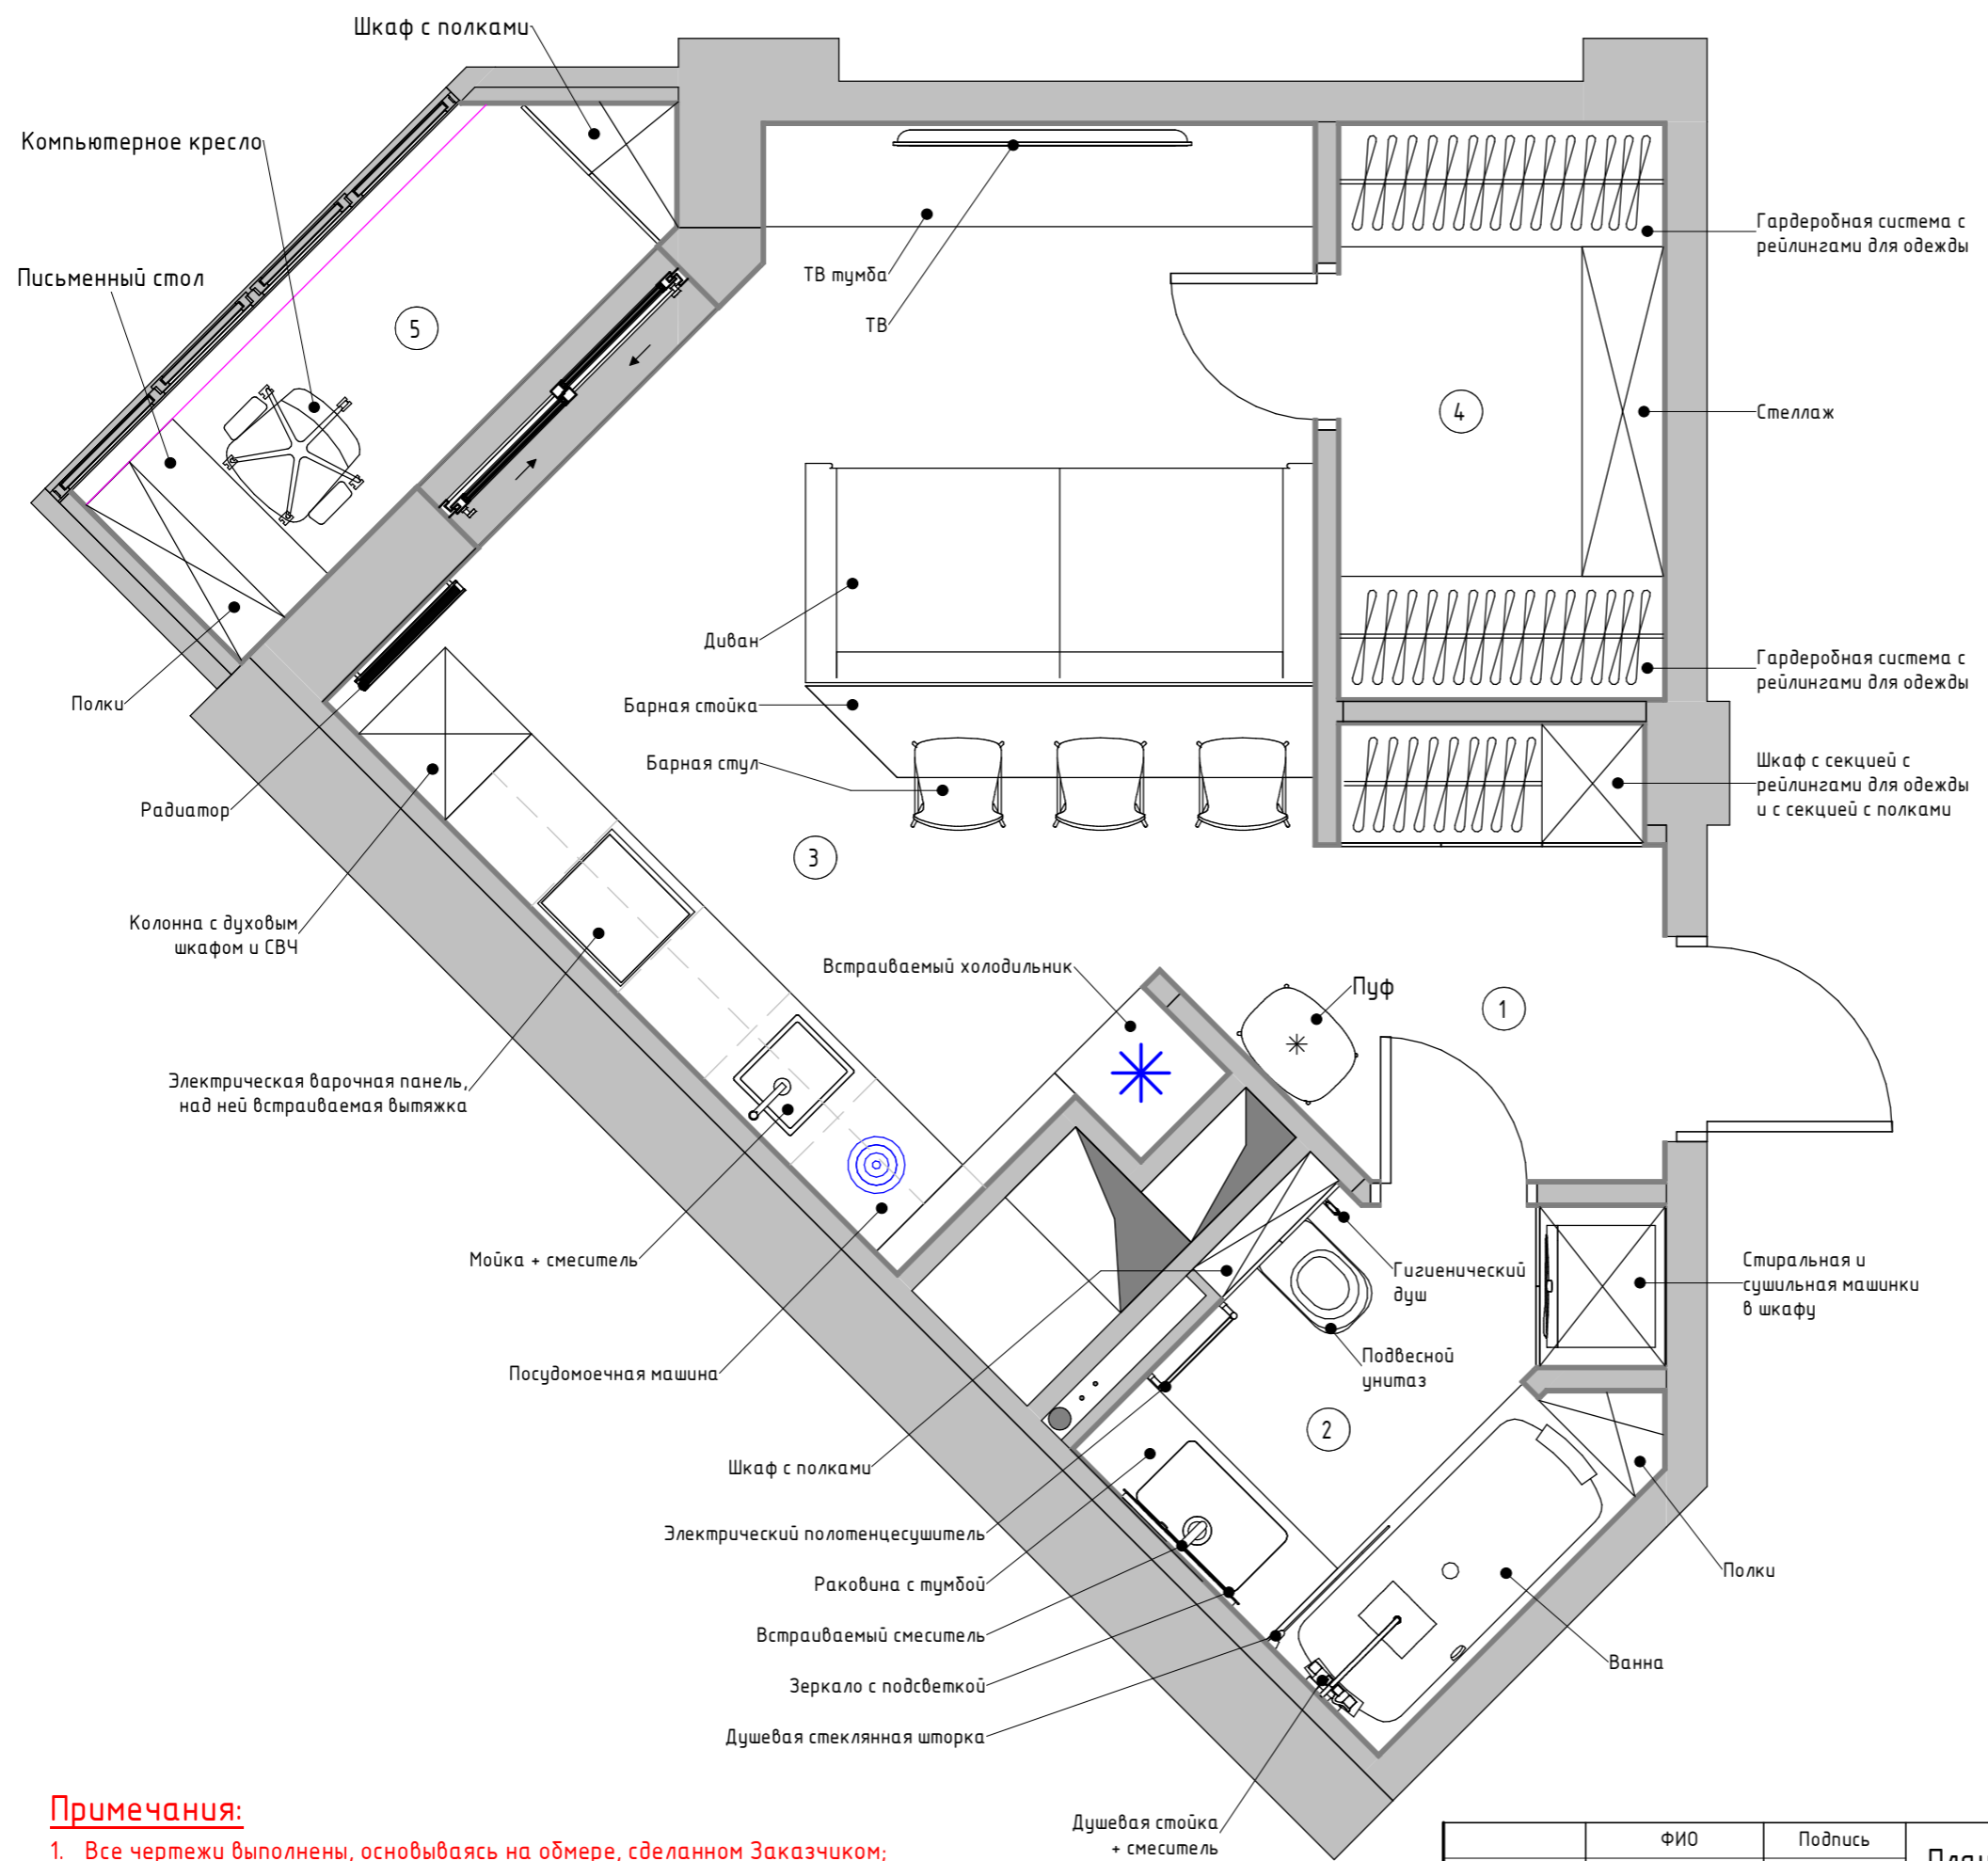 Шкаф с полками
Компьютерное кресло
Письменный стол
5
Полки
Радиатор
Колонна с духовым
шкафом и СВЧ
Электрическая варочная панель,
над ней встраиваемая вытяжка
Мойка + смеситель
Посудомоечная машина
ТВ тумба
ТВ
Диван
Барная стойка
Барная стул
3
Встраиваемый холодильник
Пуф
1
4
Гардеробная система с
рейлингами для одежды
Стеллаж
Гардеробная система с
рейлингами для одежды
Шкаф с секцией с
рейлингами для одежды
и с секцией с полками
Гигиенический
душ
Подвесной
унитаз
Стиральная и
сушильная машинки
в шкафу
2
Шкаф с полками
Электрический полотенцесушитель
Раковина с тумбой
Встраиваемый смеситель
Зеркало с подсветкой
Душевая стеклянная шторка
Душевая стойка
+ смеситель
Полки
Ванна
Примечания:
1. Все чертежи выполнены, основываясь на обмере, сделанном Заказчиком;
ФИО
Подпись